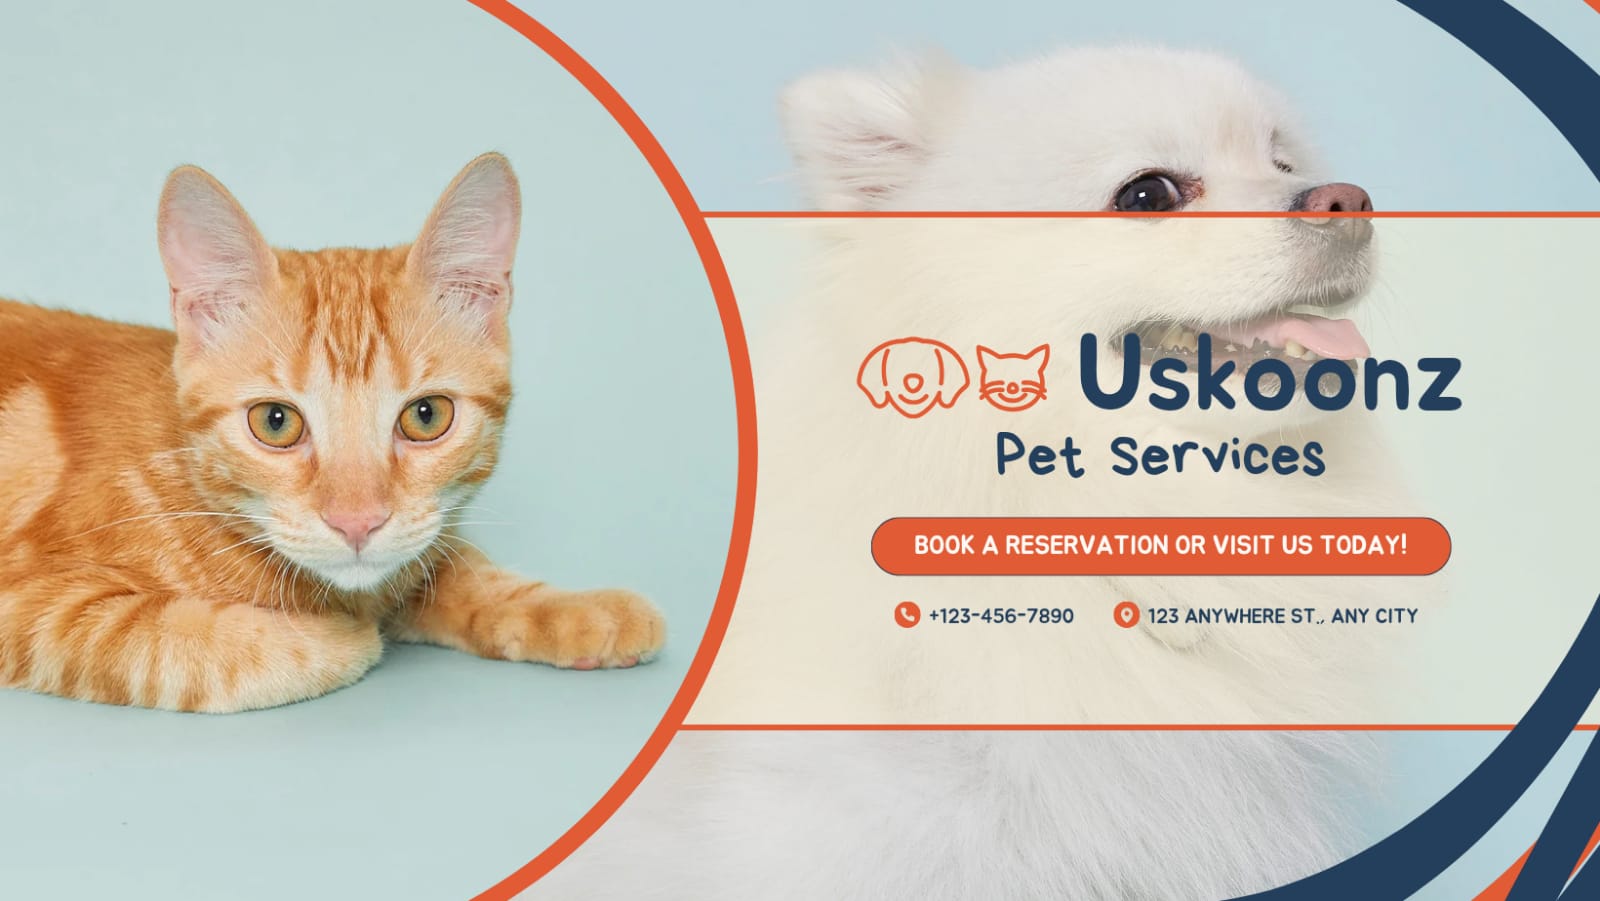 Uskoonz
Pet Services
BOOK A RESERVATION OR VISIT US TODAY!
+123-456-7890
123 ANYWHERE ST., ANY CITY